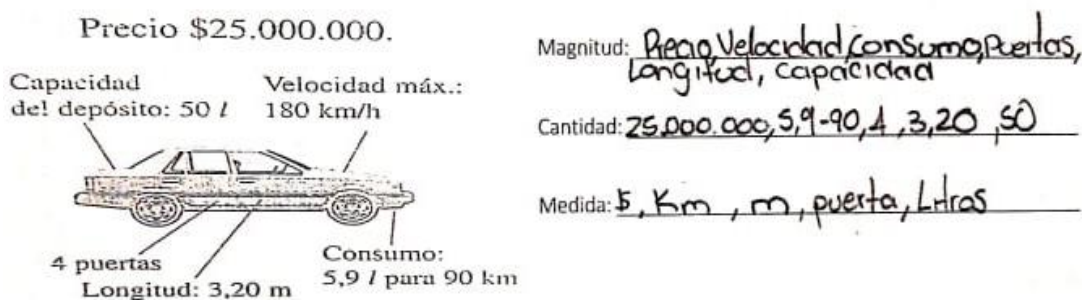 Precio $25.000.000.
Capacidad
del depósito: 50 l
Velocidad máx.:
180 km/h
4 puertas
Longitud: 3,20 m
Consumo:
5,9 l para 90 km
Magnitud: Precio, Velocidad, consumo, Puertas,
Longitud, capacidad
Cantidad: 25.000.000, 5,9-90, 4, 3,20, 50
Medida: $, Km, m, puerta, Litros